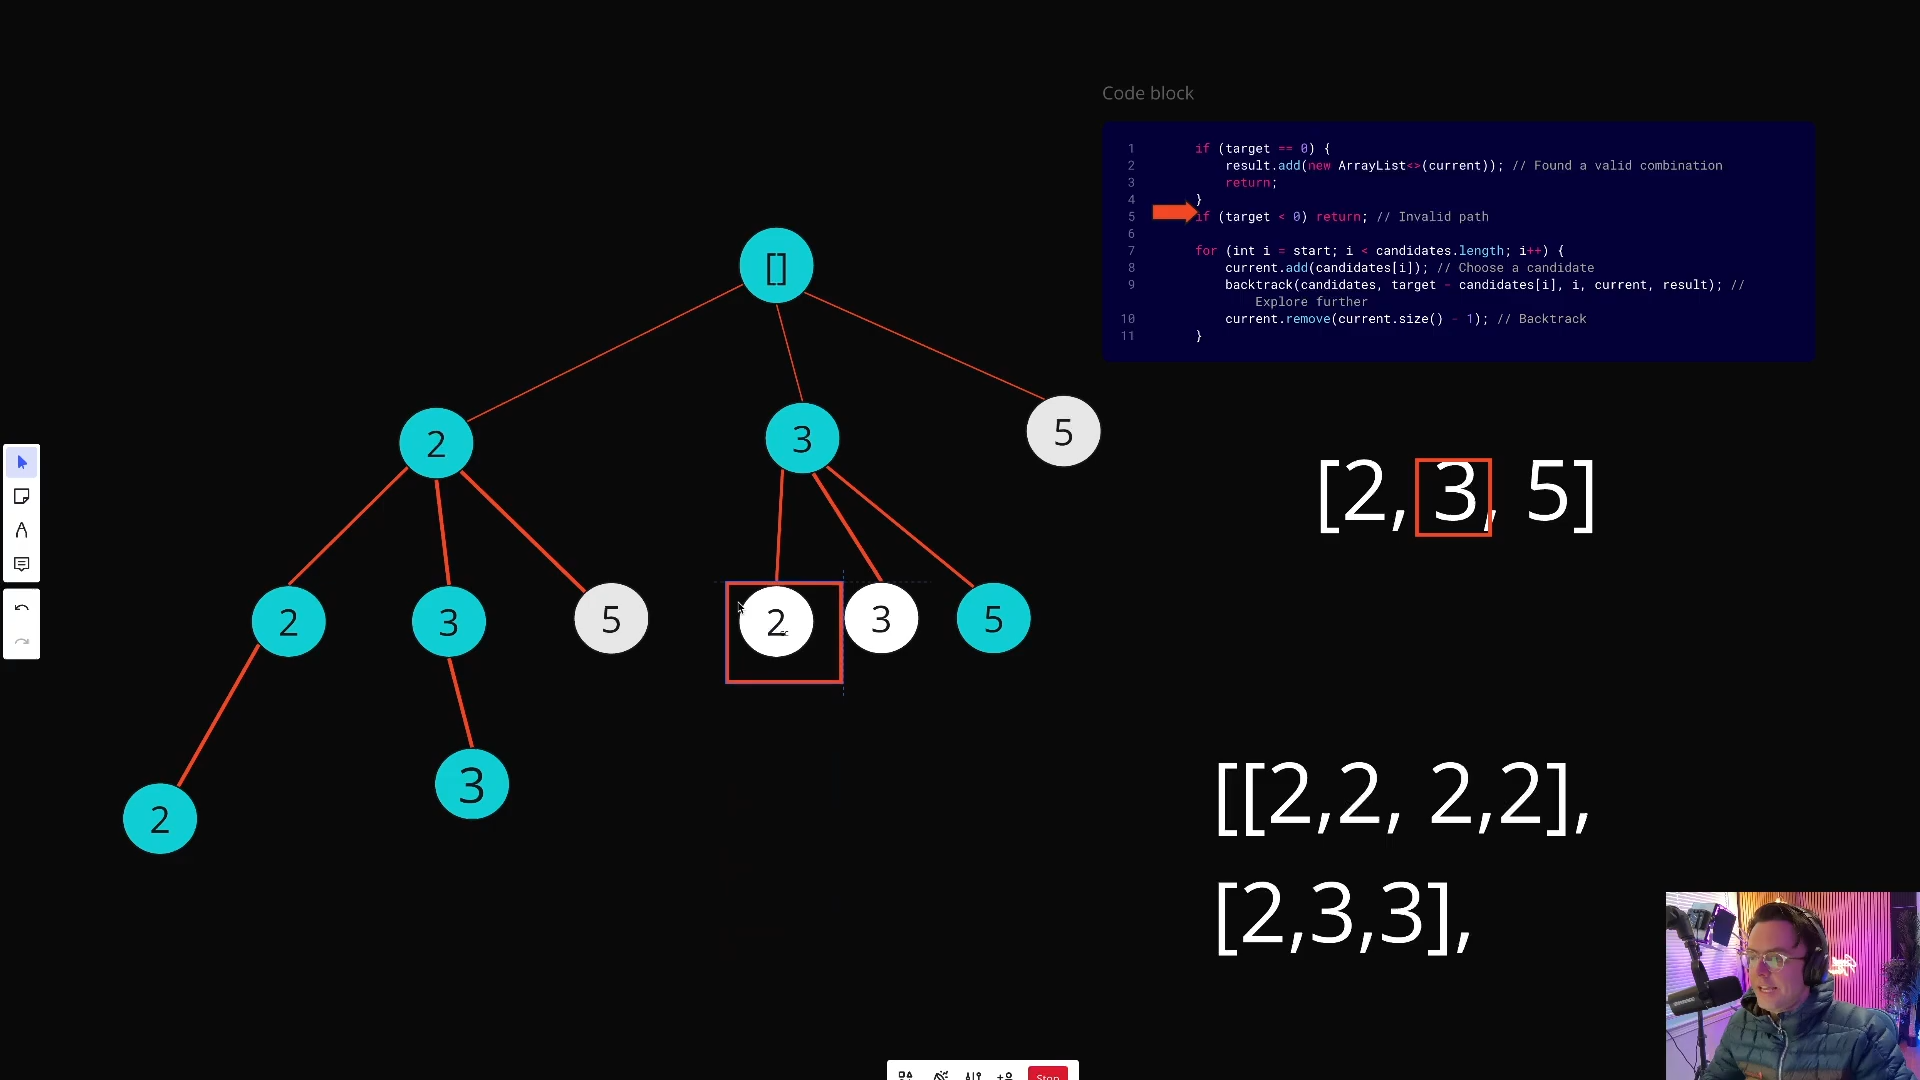 Code block
1 if (target == 0) {
2 result.add(new ArrayList<>(current)); // Found a valid combination
3 return;
4 }
5 if (target < 0) return; // Invalid path
6
7 for (int i = start; i < candidates.length; i++) {
8 current.add(candidates[i]); // Choose a candidate
9 backtrack(candidates, target - candidates[i], i, current, result); //
Explore further
10 current.remove(current.size() - 1); // Backtrack
11 }
[]
2 3 5
[2, 3, 5]
2 3 5 2 3 5
2 3
[[2,2, 2,2],
[2,3,3],
Stop